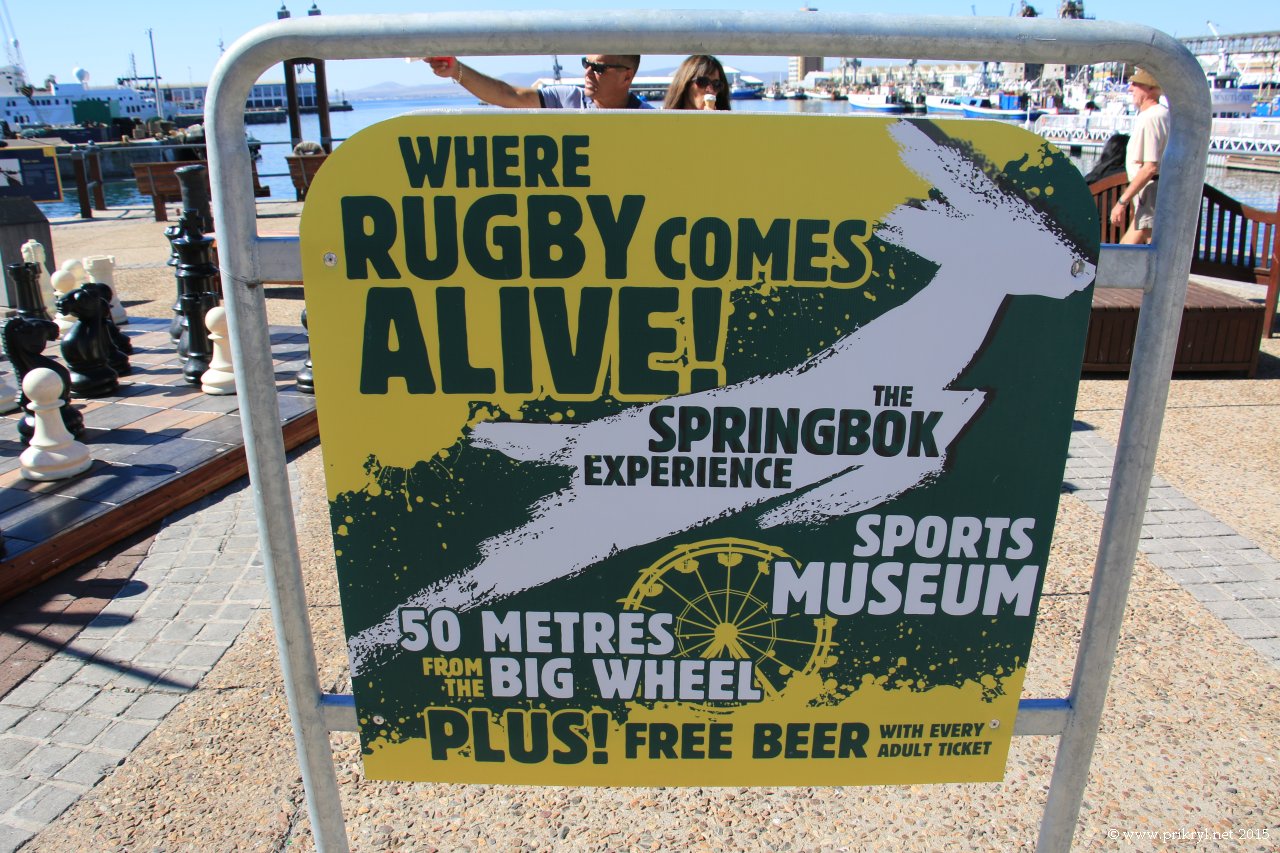 WHERE
RUGBY COMES
ALIVE!
THE
SPRINGBOK
EXPERIENCE
SPORTS
MUSEUM
50 METRES
FROM THE BIG WHEEL
PLUS! FREE BEER WITH EVERY ADULT TICKET
© www.prikryl.net 2015